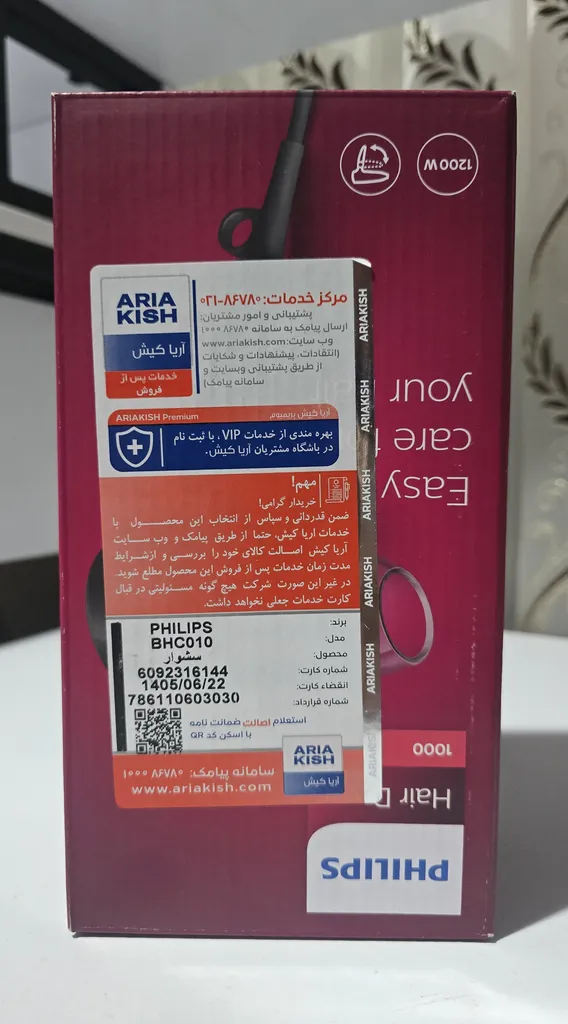 1200W
ARIA
KISH
آریا کیش
خدمات پس از
فروش
مرکز خدمات: ۸۶۷۸۰-۰۲۱
پشتیبانی و امور مشتریان:
ارسال پیامک به سامانه ۸۶۷۸۰ ۱۰۰۰
وب سایت: www.ariakish.com
(انتقادات، پیشنهادات و شکایات
از طریق پشتیبانی وبسایت و
سامانه پیامک)
ARIAKISH
ARIAKISH
ARIAKISH
ARIAKISH
ARIAKISH
ARIAKISH
ARIAKISH Premium آریا کیش پریمیوم
بهره مندی از خدمات VIP، با ثبت نام
در باشگاه مشتریان آریا کیش.
مهم!
خریدار گرامی!
ضمن قدردانی و سپاس از انتخاب این محصول با
خدمات آریا کیش، حتما از طریق پیامک و وب سایت
آریا کیش اصالت کالای خود را بررسی و ازشرایط
مدت زمان خدمات پس از فروش این محصول مطلع شوید.
در غیر این صورت شرکت هیچ گونه مسئولیتی در قبال
کارت خدمات جعلی نخواهد داشت.
برند: PHILIPS
مدل: BHC010
محصول: سشوار
شماره کارت: 6092316144
انقضاء کارت: 1405/06/22
شماره قرارداد: 786110603030
استعلام اصالت ضمانت نامه
با اسکن کد QR
ARIA
KISH
آریا کیش
سامانه پیامک: ۸۶۷۸۰ ۱۰۰۰
www.ariakish.com
Easy
care
your
1000
Hair
PHILIPS